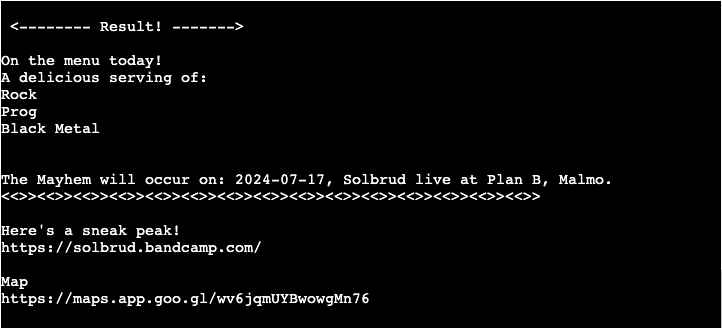 <-------- Result! ------->
On the menu today!
A delicious serving of:
Rock
Prog
Black Metal
The Mayhem will occur on: 2024-07-17, Solbrud live at Plan B, Malmo.
<<>><<>><<>><<>><<>><<>><<>><<>><<>><<>><<>><<>><<>><<>><<>>
Here's a sneak peak!
https://solbrud.bandcamp.com/
Map
https://maps.app.goo.gl/wv6jqmUYBwowgMn76